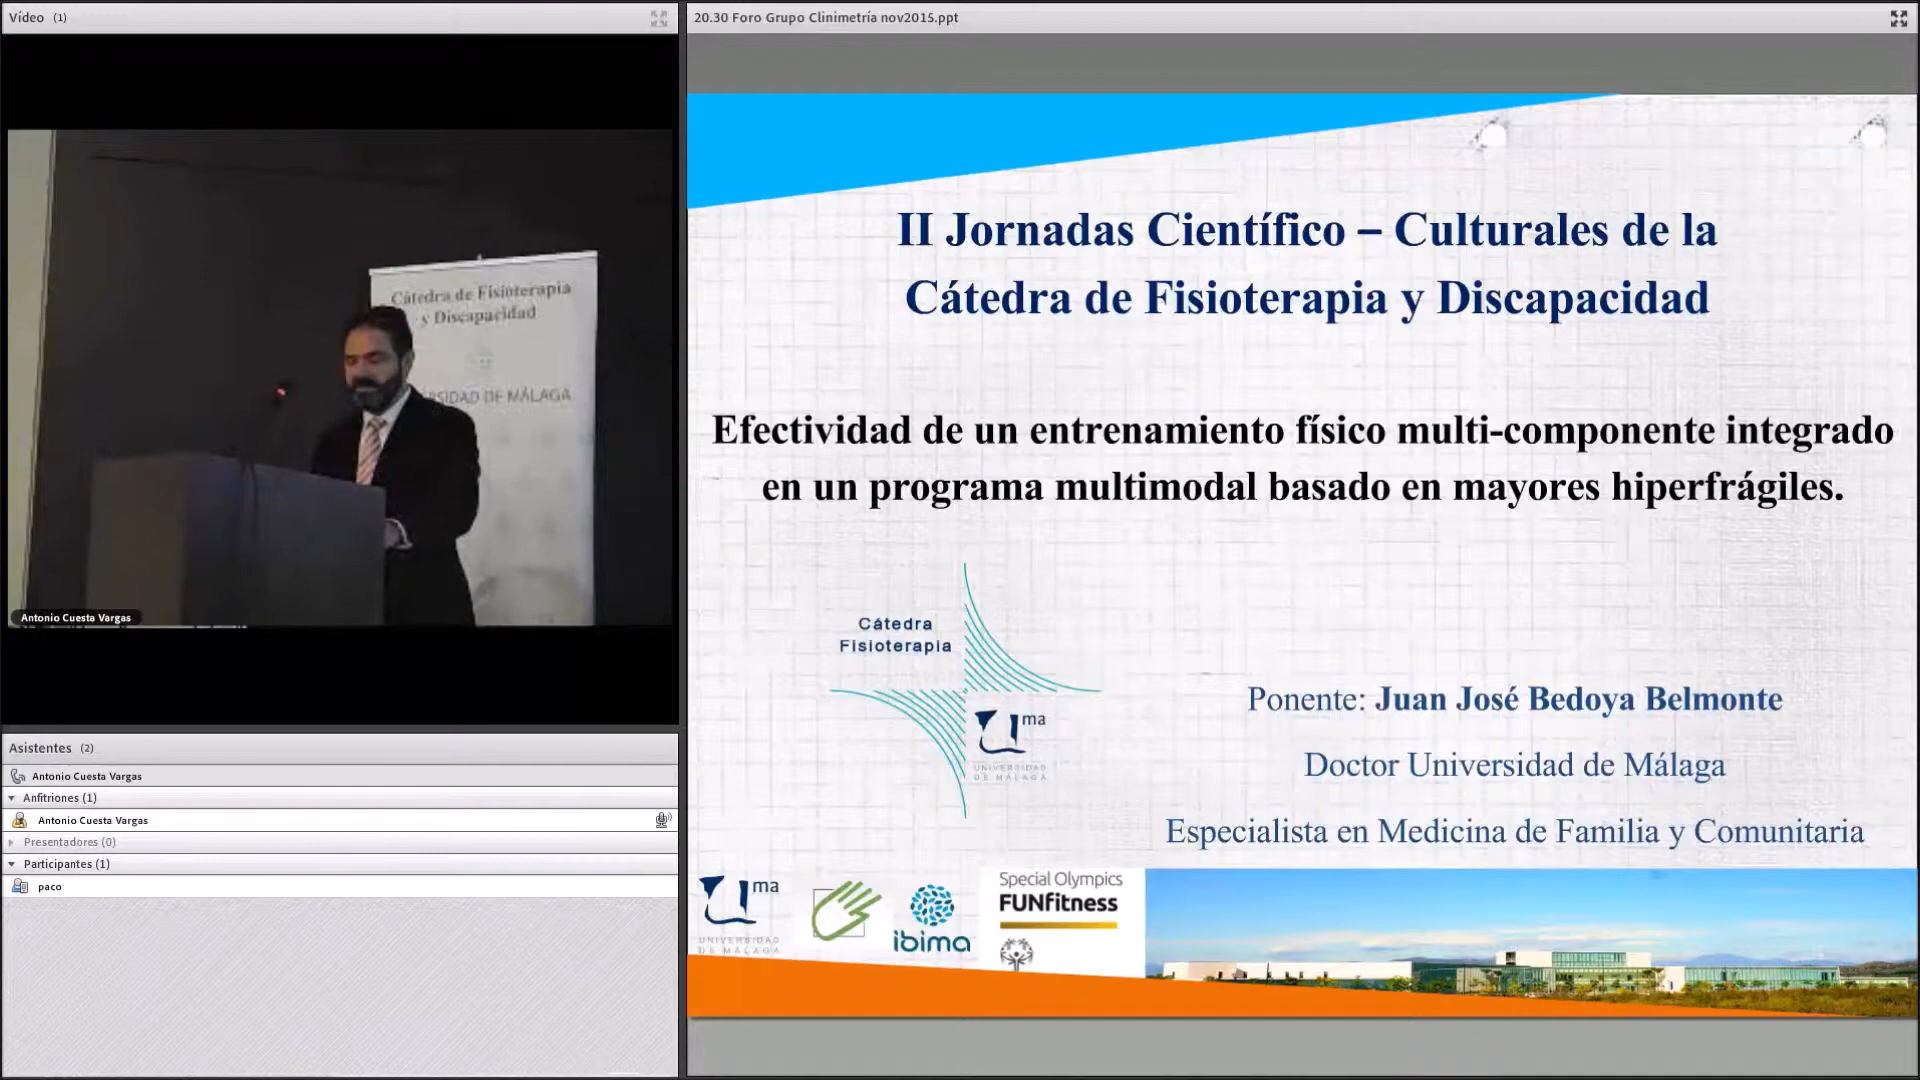 Vídeo (1)
Cátedra de Fisioterapia
y Discapacidad
RSIDAD DE MÁLAGA
Antonio Cuesta Vargas
Asistentes (2)
Antonio Cuesta Vargas
Anfitriones (1)
Antonio Cuesta Vargas
Presentadores (0)
Participantes (1)
paco
20.30 Foro Grupo Clinimetría nov2015.ppt
II Jornadas Científico – Culturales de la
Cátedra de Fisioterapia y Discapacidad
Efectividad de un entrenamiento físico multi-componente integrado
en un programa multimodal basado en mayores hiperfrágiles.
Cátedra
Fisioterapia
uma
UNIVERSIDAD
DE MÁLAGA
Ponente: Juan José Bedoya Belmonte
Doctor Universidad de Málaga
Especialista en Medicina de Familia y Comunitaria
uma
UNIVERSIDAD
DE MÁLAGA
ibima
Special Olympics
FUNfitness